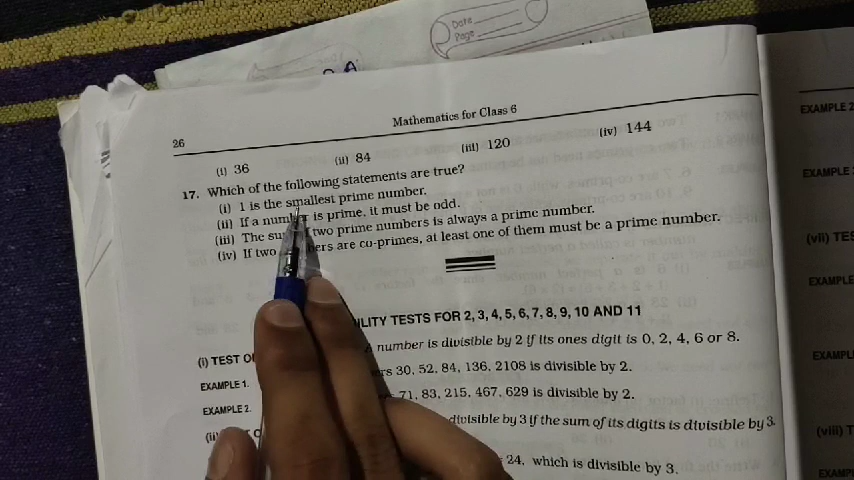 Date
Page
26
Mathematics for Class 6
(i) 36 (ii) 84 (iii) 120 (iv) 144
17. Which of the following statements are true?
(i) 1 is the smallest prime number.
(ii) If a number is prime, it must be odd.
(iii) The su two prime numbers is always a prime number.
(iv) If two ers are co-primes, at least one of them must be a prime number.
ILITY TESTS FOR 2, 3, 4, 5, 6, 7, 8, 9, 10 AND 11
(i) TEST O number is divisible by 2 if its ones digit is 0, 2, 4, 6 or 8.
EXAMPLE 1. rs 30, 52, 84, 136, 2108 is divisible by 2.
EXAMPLE 2. 71, 83, 215, 467, 629 is divisible by 2.
(ii) divisible by 3 if the sum of its digits is divisible by 3.
24, which is divisible by 3.
EXAMPLE 2
EXAMPLE 3.
(vii) TES
EXAMPLE
EXAMPL
(viii) T
EXAMP